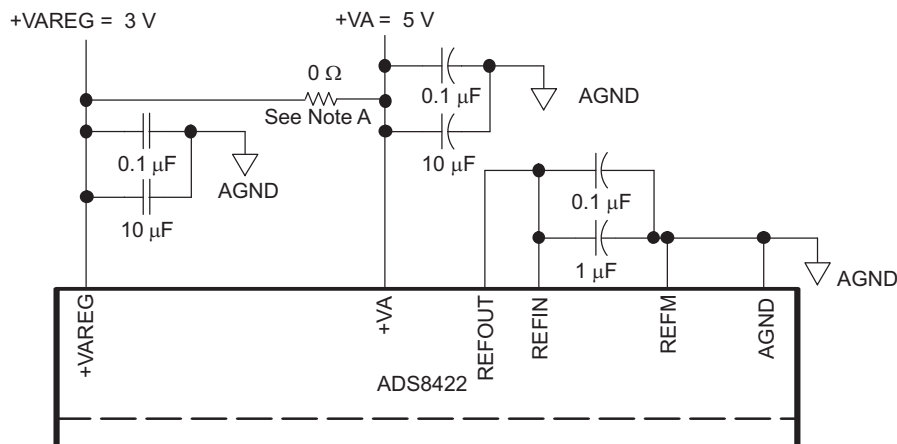 +VAREG = 3 V
+VA = 5 V
0 Ω
See Note A
0.1 μF
AGND
10 μF
0.1 μF
AGND
10 μF
0.1 μF
1 μF
AGND
+VAREG
+VA
REFOUT
REFIN
REFM
AGND
ADS8422